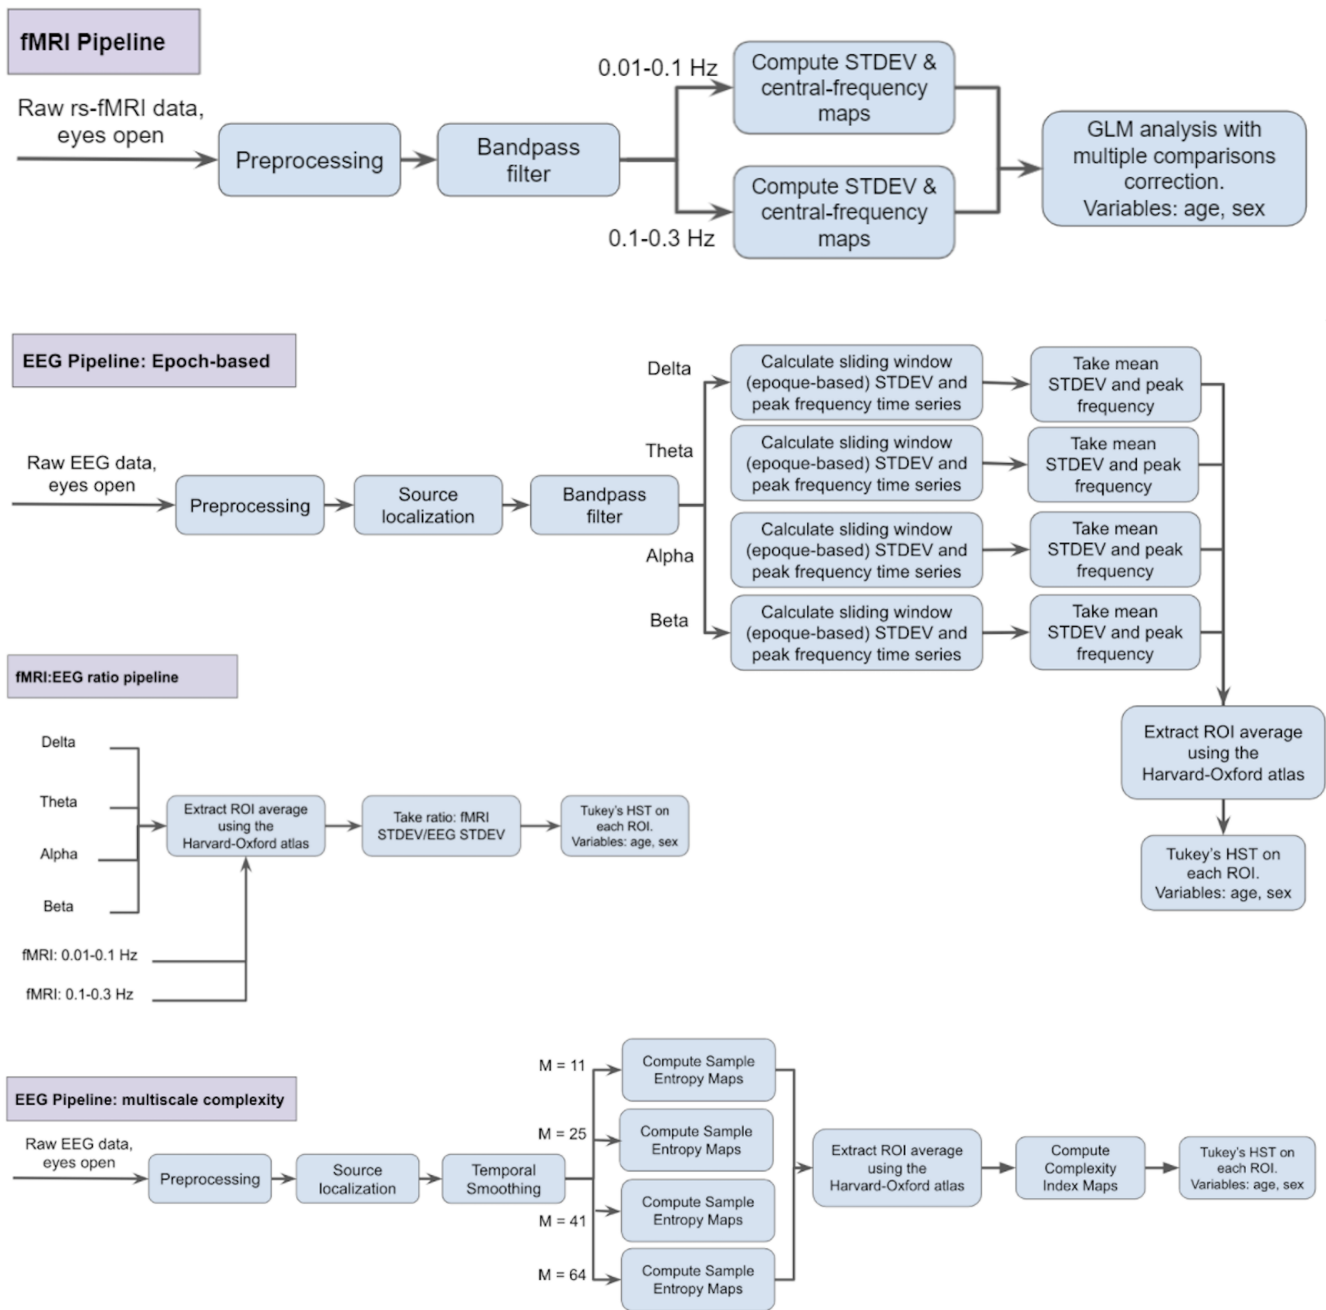 fMRI Pipeline
Raw rs-fMRI data,
eyes open
Preprocessing
Bandpass
filter
0.01-0.1 Hz
0.1-0.3 Hz
Compute STDEV &
central-frequency
maps
Compute STDEV &
central-frequency
maps
GLM analysis with
multiple comparisons
correction.
Variables: age, sex
EEG Pipeline: Epoch-based
Raw EEG data,
eyes open
Preprocessing
Source
localization
Bandpass
filter
Delta
Calculate sliding window
(epoque-based) STDEV and
peak frequency time series
Take mean
STDEV and peak
frequency
Theta
Calculate sliding window
(epoque-based) STDEV and
peak frequency time series
Take mean
STDEV and peak
frequency
Alpha
Calculate sliding window
(epoque-based) STDEV and
peak frequency time series
Take mean
STDEV and peak
frequency
Beta
Calculate sliding window
(epoque-based) STDEV and
peak frequency time series
Take mean
STDEV and peak
frequency
Extract ROI average
using the
Harvard-Oxford atlas
Tukey's HST on
each ROI.
Variables: age, sex
fMRI:EEG ratio pipeline
Delta
Theta
Alpha
Beta
fMRI: 0.01-0.1 Hz
fMRI: 0.1-0.3 Hz
Extract ROI average
using the
Harvard-Oxford atlas
Take ratio: fMRI
STDEV/EEG STDEV
Tukey's HST on
each ROI.
Variables: age, sex
EEG Pipeline: multiscale complexity
Raw EEG data,
eyes open
Preprocessing
Source
localization
Temporal
Smoothing
M = 11
Compute Sample
Entropy Maps
M = 25
Compute Sample
Entropy Maps
M = 41
Compute Sample
Entropy Maps
M = 64
Compute Sample
Entropy Maps
Extract ROI average
using the
Harvard-Oxford atlas
Compute
Complexity
Index Maps
Tukey's HST on
each ROI.
Variables: age, sex